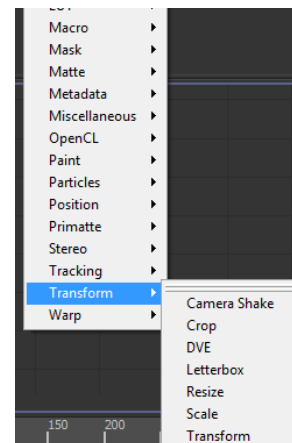 Macro
Mask
Matte
Metadata
Miscellaneous
OpenCL
Paint
Particles
Position
Primatte
Stereo
Tracking
Transform
Warp
Camera Shake
Crop
DVE
Letterbox
Resize
Scale
Transform
150 200